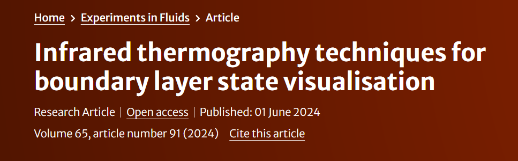 Home > Experiments in Fluids > Article
Infrared thermography techniques for
boundary layer state visualisation
Research Article | Open access | Published: 01 June 2024
Volume 65, article number 91 (2024) Cite this article